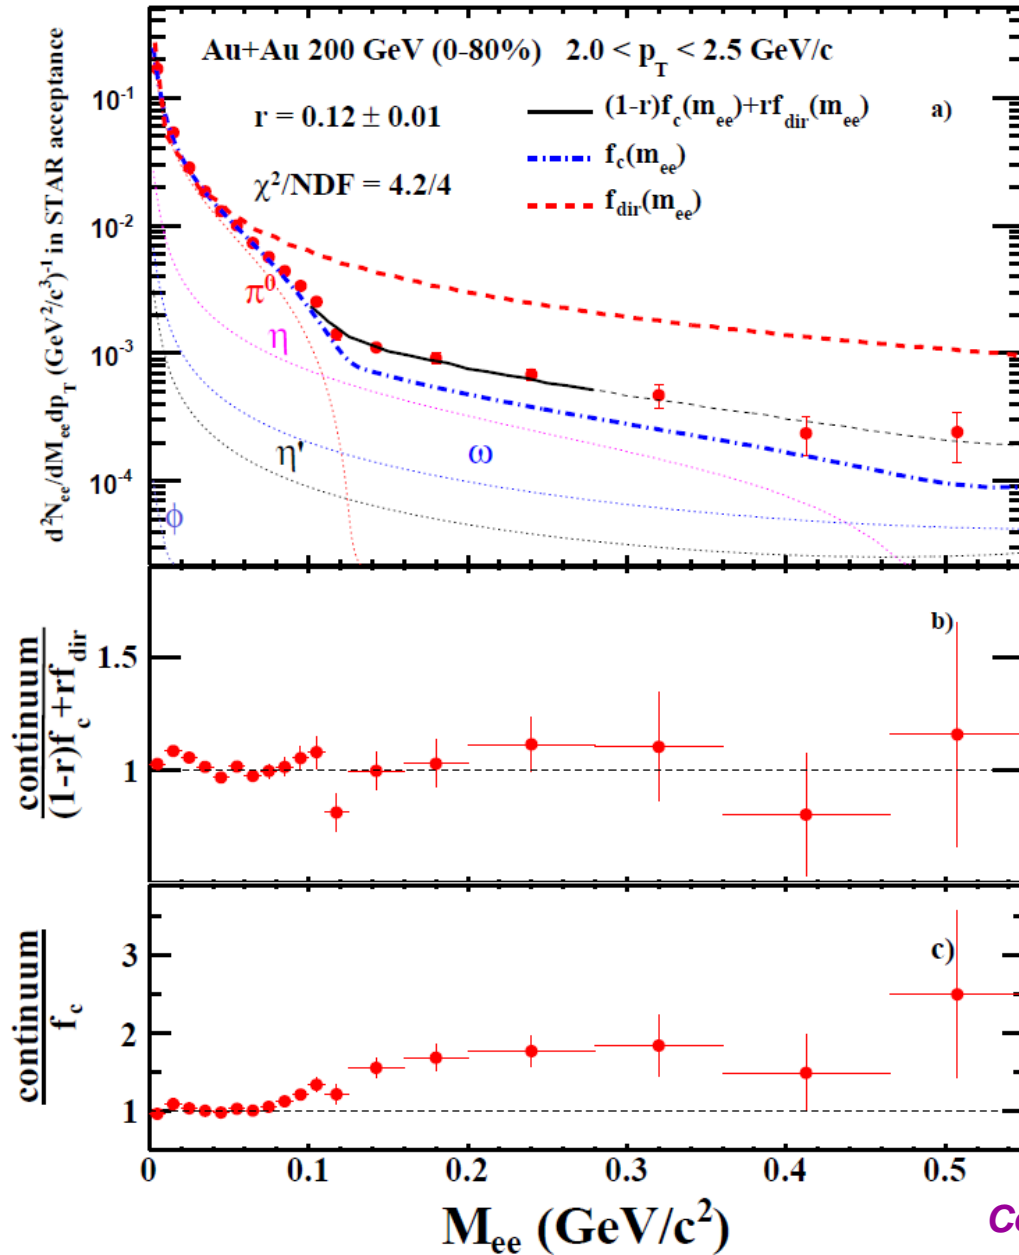 Au+Au 200 GeV (0-80%) 2.0 < p_T < 2.5 GeV/c
r = 0.12 ± 0.01
χ²/NDF = 4.2/4
(1-r)f_c(m_ee)+rf_dir(m_ee)
f_c(m_ee)
f_dir(m_ee)
a)
d²N_ee/dM_ee dp_T (GeV²/c³)⁻¹ in STAR acceptance
10⁻¹
10⁻²
10⁻³
10⁻⁴
π⁰
η
η'
ω
ϕ
b)
continuum
(1-r)f_c+rf_dir
1.5
1
c)
continuum
f_c
3
2
1
0 0.1 0.2 0.3 0.4 0.5
M_ee (GeV/c²)